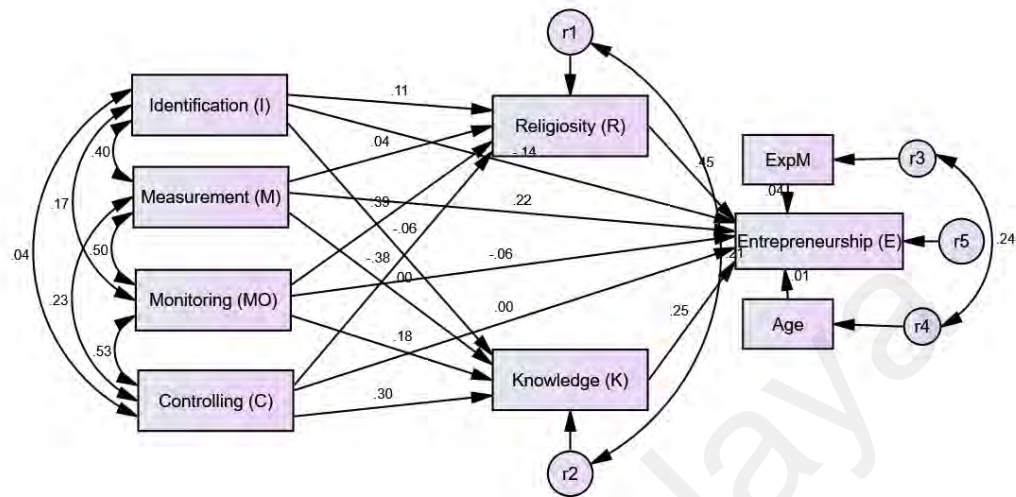 r1
Identification (I)
.11
Religiosity (R)
.40
.04
-.14
.45
ExpM
r3
.04
Measurement (M)
.22
.17
.39
.50
-.06
.04
-.38
-.06
.21
Entrepreneurship (E)
r5
.24
.23
Monitoring (MO)
.00
.00
.01
.18
.25
Age
r4
.53
Controlling (C)
.30
Knowledge (K)
r2
laya